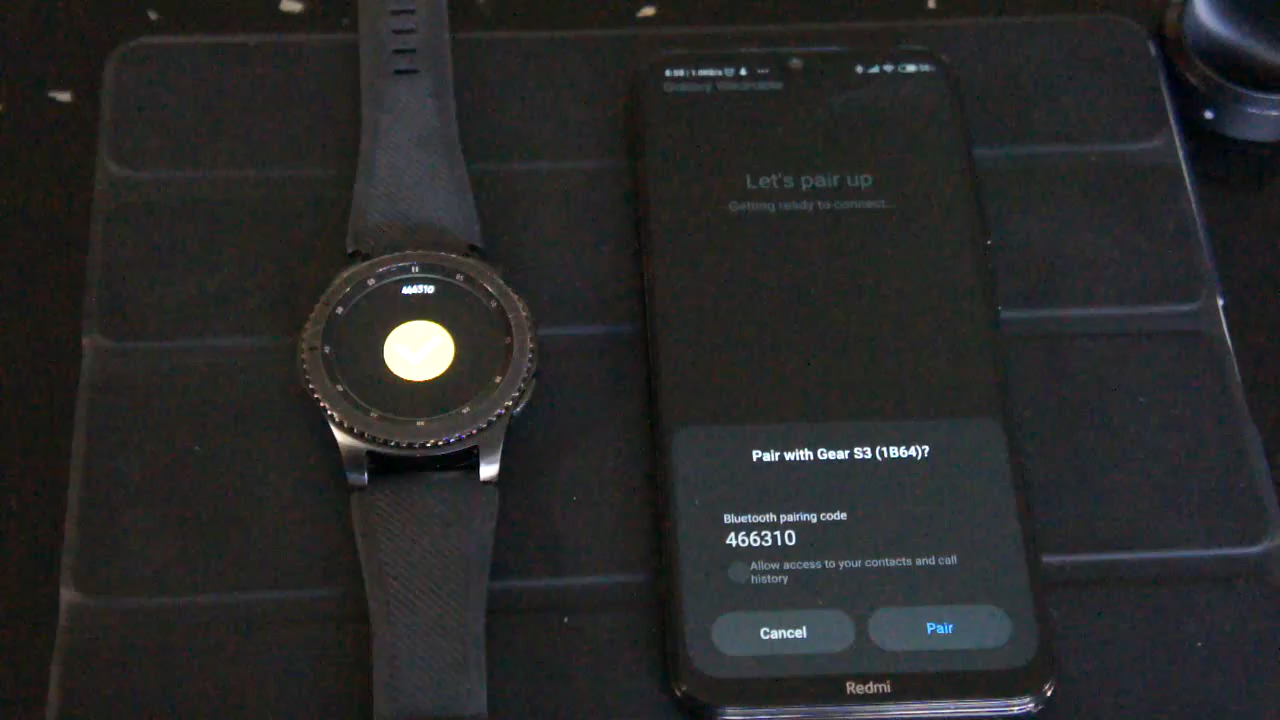 466310
Let's pair up
Getting ready to connect...
Pair with Gear S3 (1B64)?
Bluetooth pairing code
466310
Allow access to your contacts and call
history
Cancel
Pair
Redmi